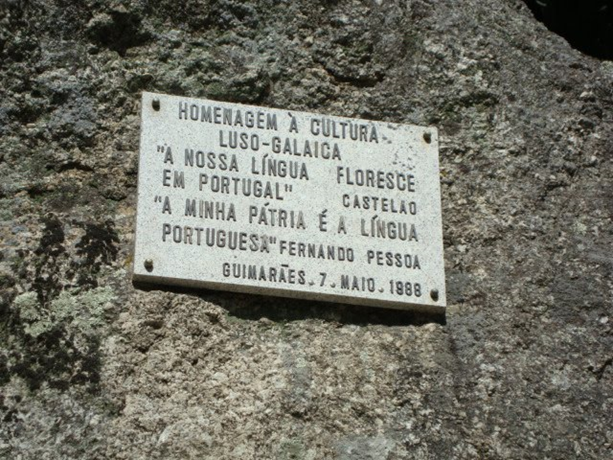 HOMENAGEM À CULTURA
LUSO-GALAICA
"A NOSSA LÍNGUA FLORESCE
EM PORTUGAL" CASTELAO
"A MINHA PÁTRIA É A LÍNGUA
PORTUGUESA" FERNANDO PESSOA
GUIMARÃES, 7, MAIO, 1988